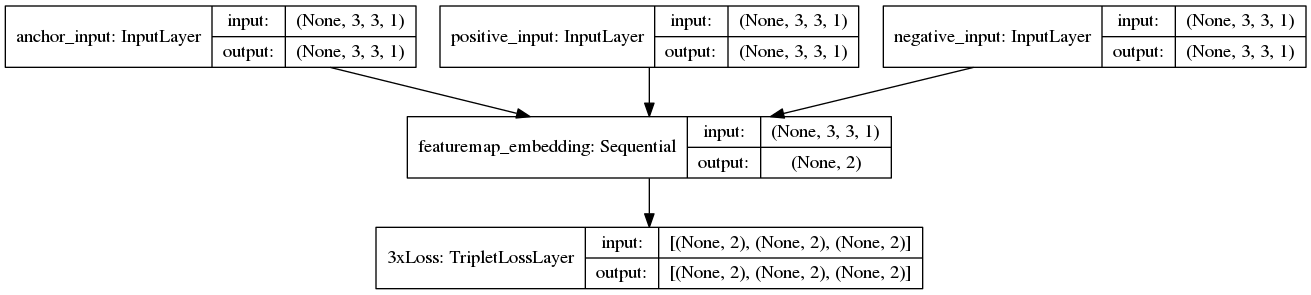 anchor_input: InputLayer
input: (None, 3, 3, 1)
output: (None, 3, 3, 1)
positive_input: InputLayer
input: (None, 3, 3, 1)
output: (None, 3, 3, 1)
negative_input: InputLayer
input: (None, 3, 3, 1)
output: (None, 3, 3, 1)
featuremap_embedding: Sequential
input: (None, 3, 3, 1)
output: (None, 2)
3xLoss: TripletLossLayer
input: [(None, 2), (None, 2), (None, 2)]
output: [(None, 2), (None, 2), (None, 2)]